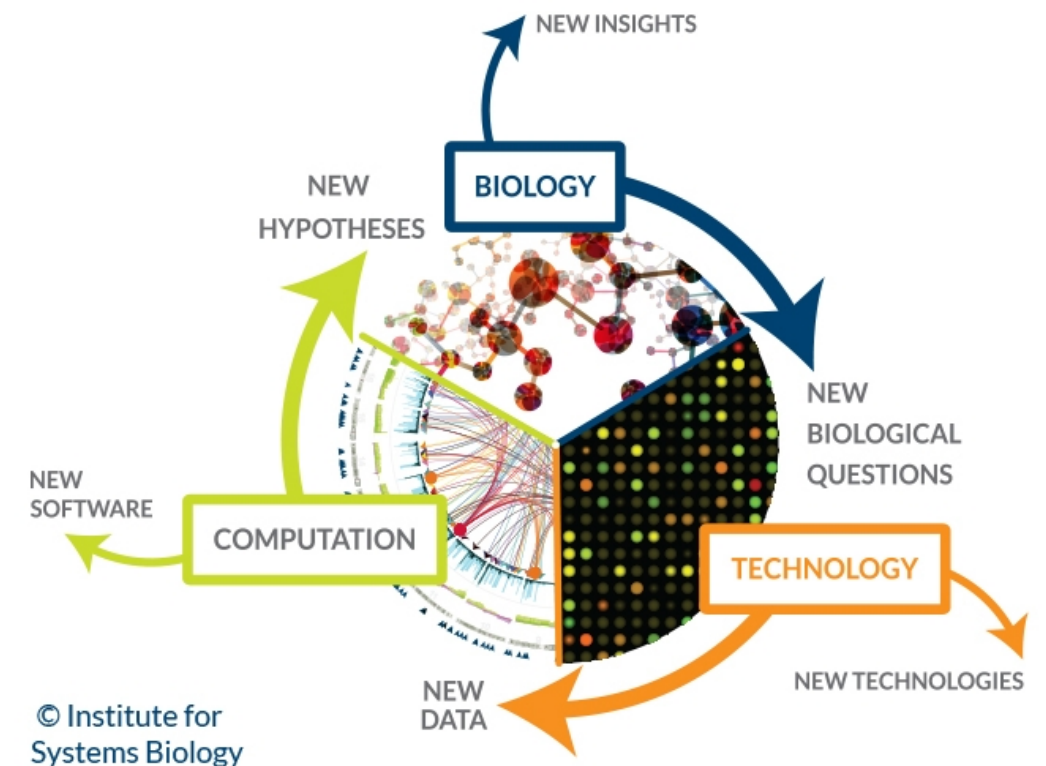 NEW INSIGHTS
BIOLOGY
NEW
HYPOTHESES
NEW
BIOLOGICAL
QUESTIONS
NEW
SOFTWARE
COMPUTATION
TECHNOLOGY
NEW TECHNOLOGIES
NEW
DATA
© Institute for
Systems Biology